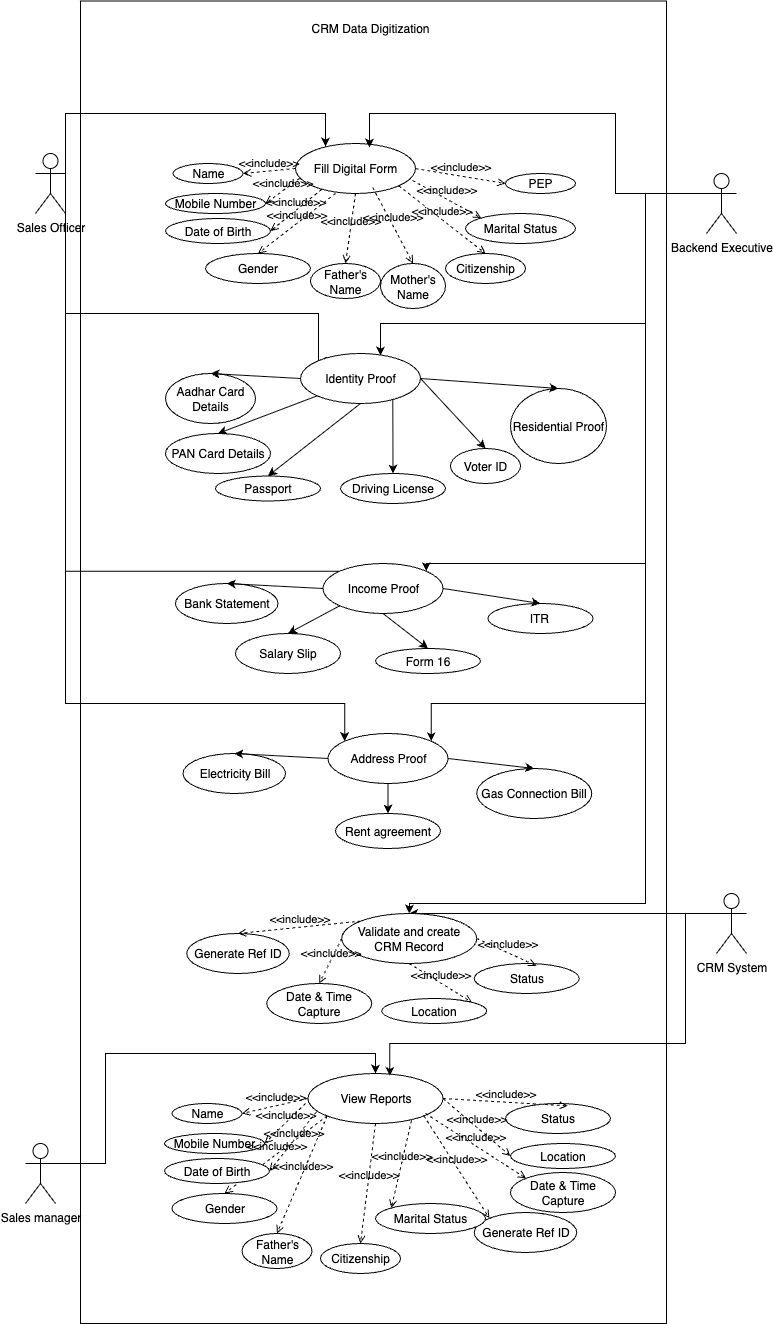 CRM Data Digitization
<<include>>
Fill Digital Form
<<include>>
Name
<<include>>
PEP
Mobile Number
<<include>>
<<include>>
Date of Birth
<<include>>
<<include>>
<<include>>
<<include>>
Marital Status
Sales Officer
Backend Executive
Gender
Father's
Name
Mother's
Name
Citizenship
Identity Proof
Aadhar Card
Details
Residential Proof
PAN Card Details
Voter ID
Passport
Driving License
Income Proof
Bank Statement
ITR
Salary Slip
Form 16
Address Proof
Electricity Bill
Gas Connection Bill
Rent agreement
<<include>>
Validate and create
CRM Record
<<include>>
Generate Ref ID
<<include>>
CRM System
<<include>>
Status
Date & Time
Capture
Location
<<include>>
View Reports
<<include>>
Name
<<include>>
<<include>>
Status
<<include>>
<<include>>
Mobile Number
<<include>>
Location
<<include>>
<<include>>
<<include>>
Date of Birth
<<include>>
Date & Time
Capture
Gender
Sales manager
Marital Status
Generate Ref ID
Father's
Name
Citizenship